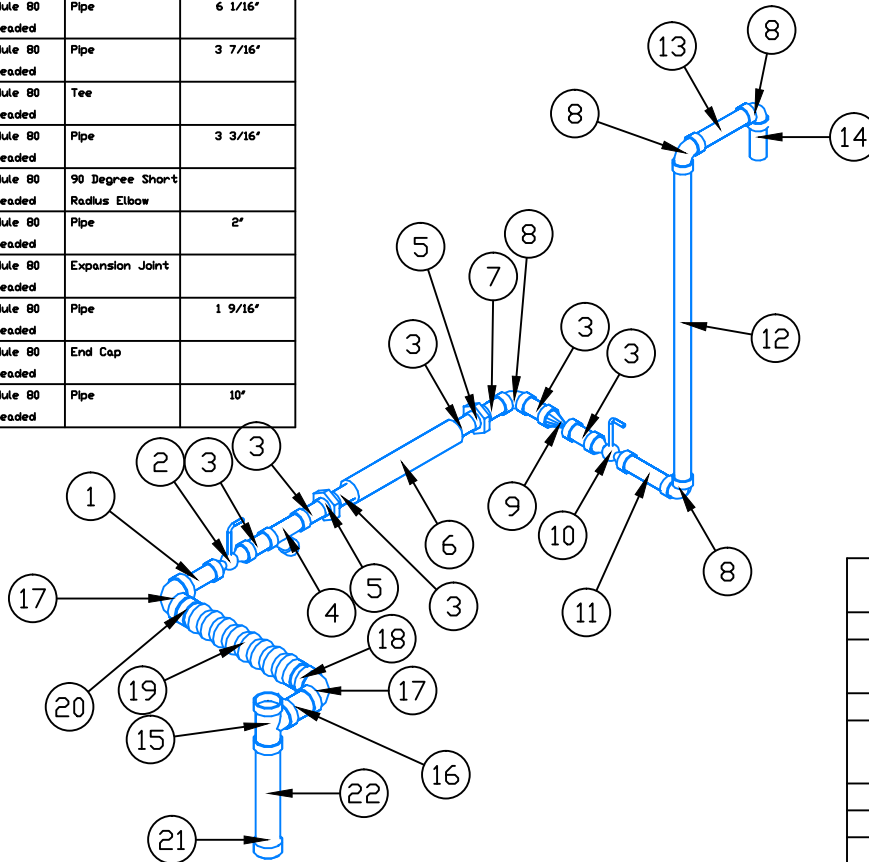 ule 80 Pipe 6 1/16"
eaded
ule 80 Pipe 3 7/16"
eaded
ule 80 Tee
eaded
ule 80 Pipe 3 3/16"
eaded
ule 80 90 Degree Short
eaded Radius Elbow
ule 80 Pipe 2"
eaded
ule 80 Expansion Joint
eaded
ule 80 Pipe 1 9/16"
eaded
ule 80 End Cap
eaded
ule 80 Pipe 10"
eaded
8
13
8
14
8
5
7
3
3
3
12
3
3
2
1
9
10
6
5
3
4
11
8
17
18
17
19
20
15
16
22
21